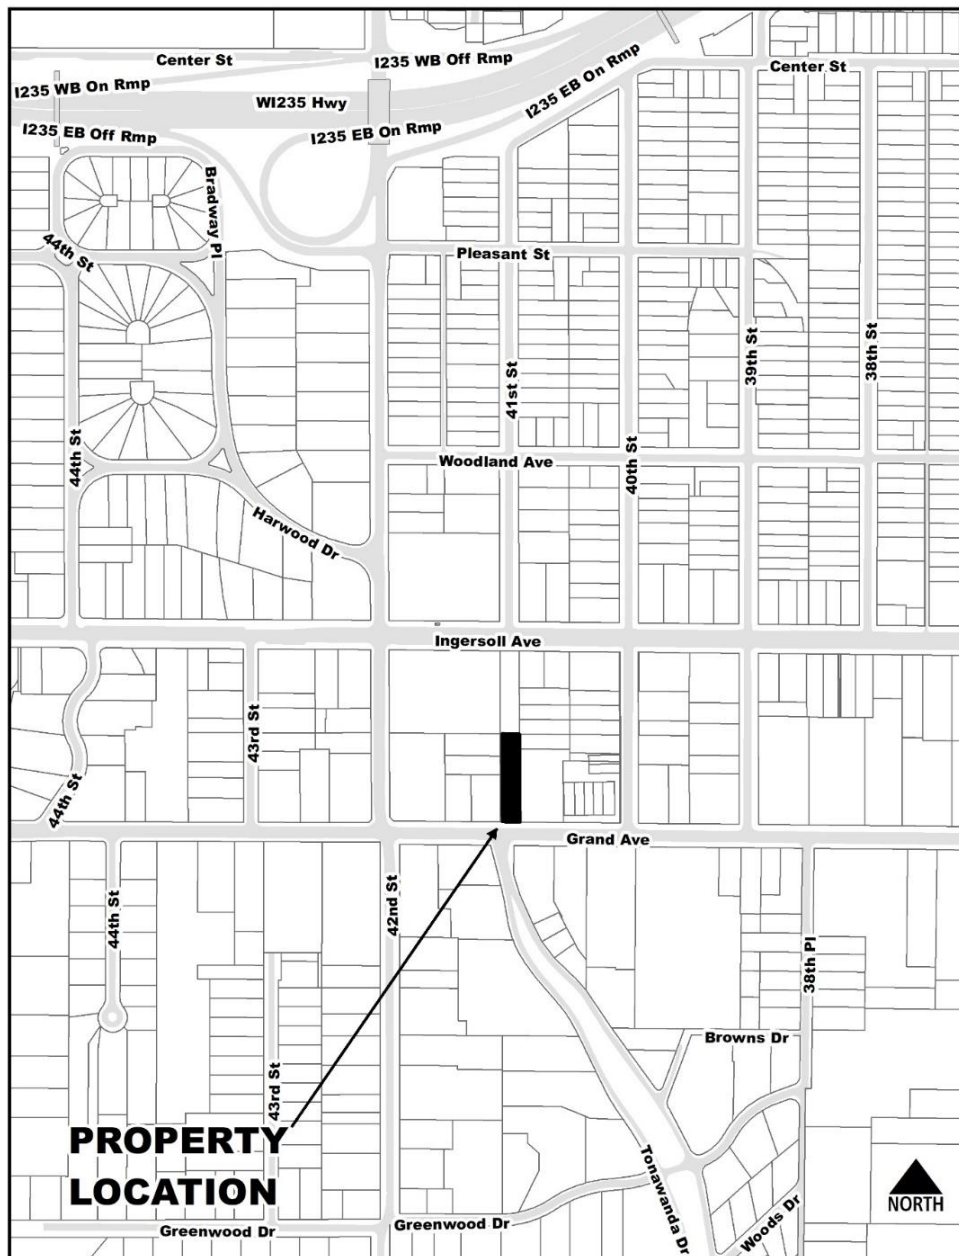 Center St
I235 WB Off Rmp
Center St
I235 WB On Rmp
I235 EB On Rmp
WI235 Hwy
I235 EB Off Rmp
I235 EB On Rmp
Bradway Pl
44th St
Pleasant St
39th St
38th St
41st St
44th St
Woodland Ave
40th St
Harwood Dr
Ingersoll Ave
43rd St
44th St
Grand Ave
44th St
42nd St
38th Pl
Browns Dr
43rd St
PROPERTY
LOCATION
Tonawanda Dr
NORTH
Greenwood Dr
Greenwood Dr
Woods Dr